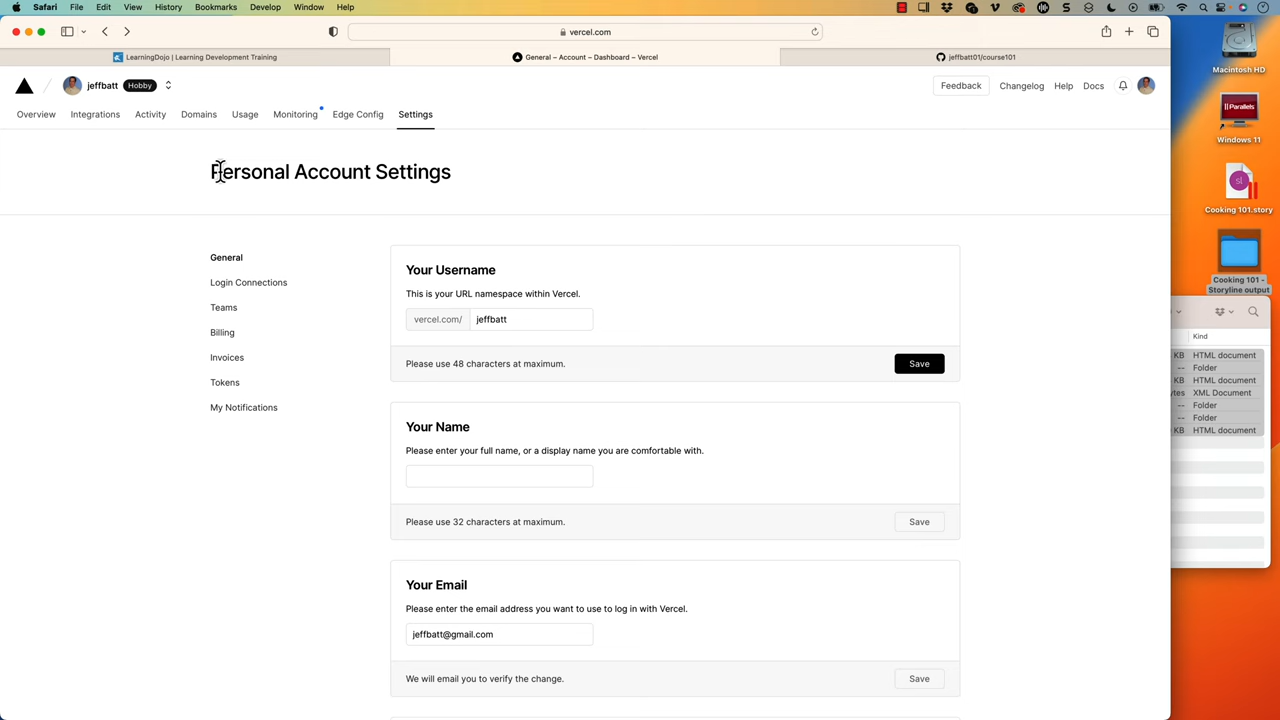 Safari File Edit View History Bookmarks Develop Window Help
vercel.com
LearningDojo | Learning Development Training
General – Account – Dashboard – Vercel
jeffbatt01/course101
jeffbatt Hobby
Feedback Changelog Help Docs
Overview Integrations Activity Domains Usage Monitoring Edge Config Settings
Personal Account Settings
General
Login Connections
Teams
Billing
Invoices
Tokens
My Notifications
Your Username
This is your URL namespace within Vercel.
vercel.com/ jeffbatt
Please use 48 characters at maximum.
Save
Your Name
Please enter your full name, or a display name you are comfortable with.
Please use 32 characters at maximum.
Save
Your Email
Please enter the email address you want to use to log in with Vercel.
jeffbatt@gmail.com
We will email you to verify the change.
Save
Macintosh HD
|| Parallels
Windows 11
sl
Cooking 101.story
Cooking 101 -
Storyline output
Kind
KB HTML document
-- Folder
KB HTML document
ytes XML Document
-- Folder
-- Folder
KB HTML document